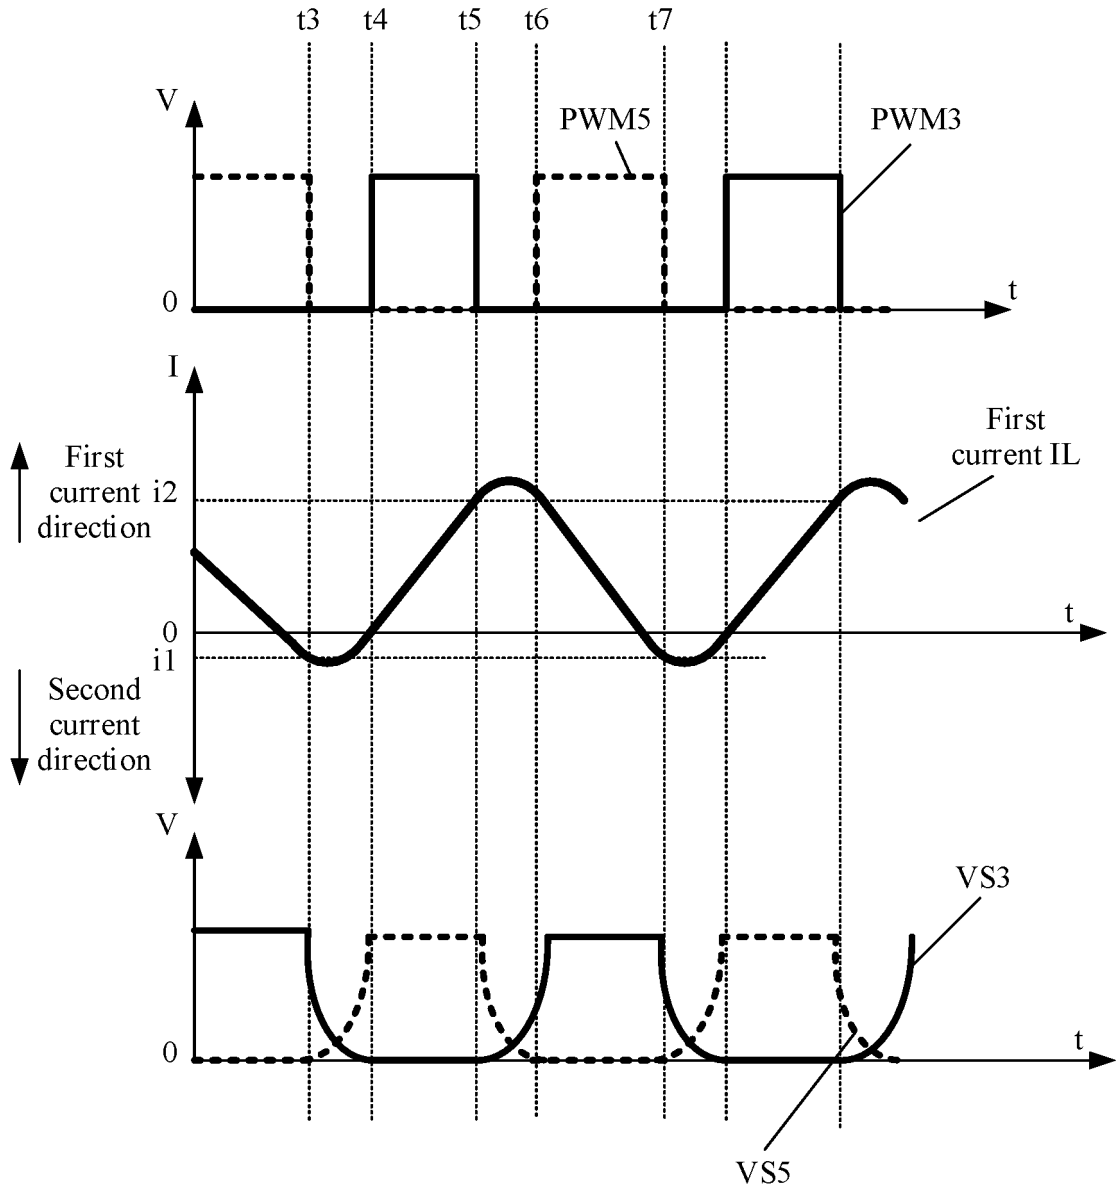 t3 t4 t5 t6 t7
V
PWM5
PWM3
0
t
I
First
current
direction
i2
First
current IL
0
t
i1
Second
current
direction
V
VS3
0
t
VS5